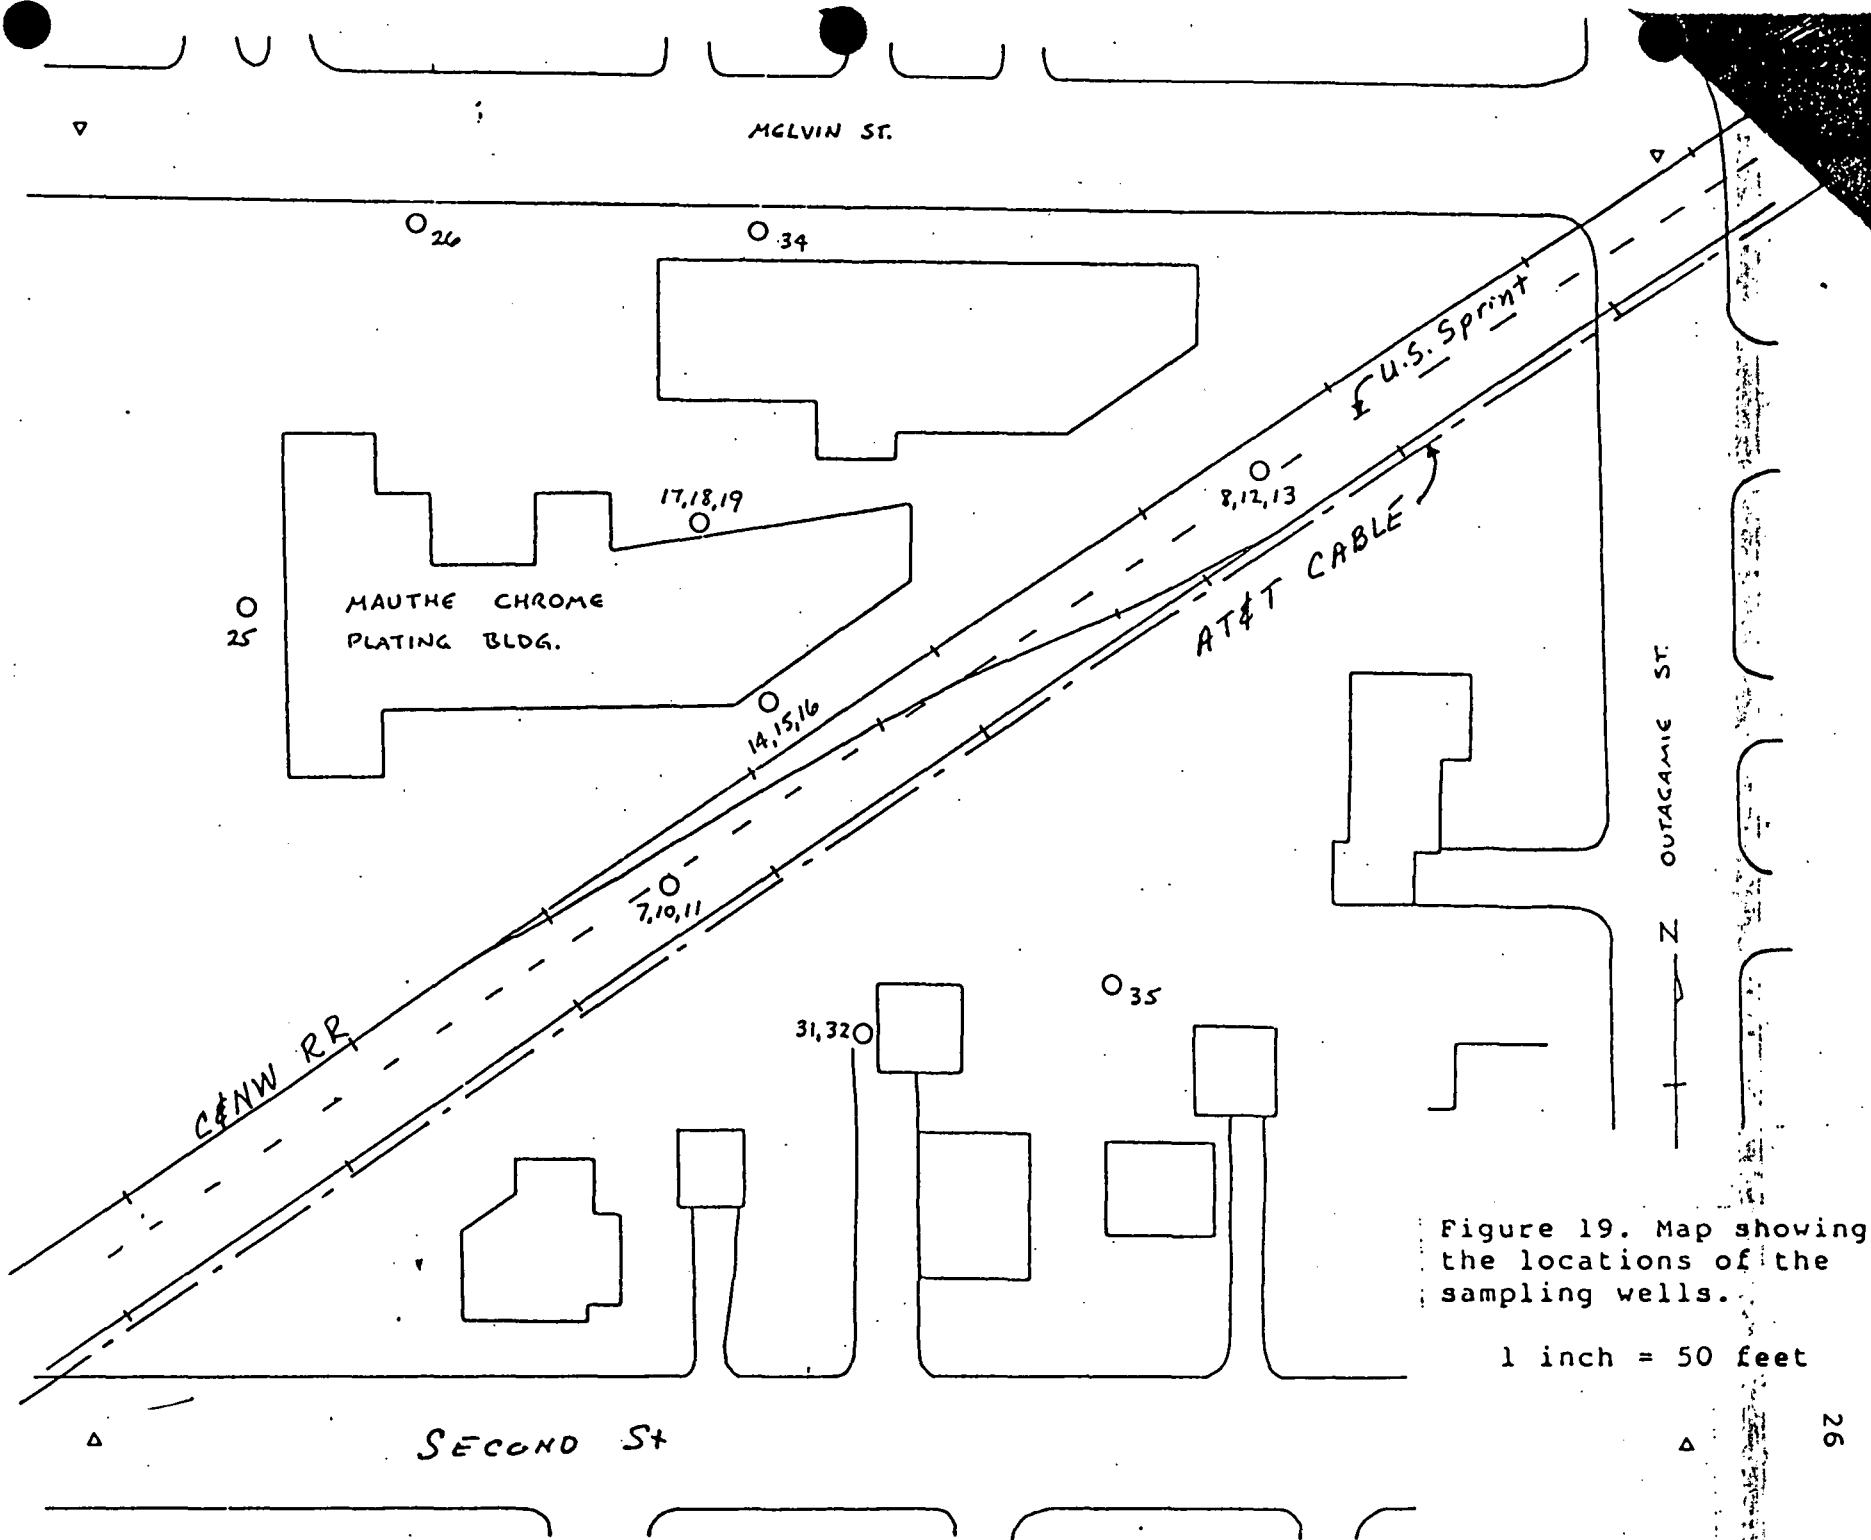 MELVIN ST.
26
34
U.S. Sprint
17,18,19
8,12,13
AT&T CABLE
MAUTHE CHROME
PLATING BLDG.
25
14,15,16
OUTAGAMIE ST.
7,10,11
N
35
31,32
C&NW RR
Figure 19. Map showing
the locations of the
sampling wells.
1 inch = 50 feet
26
SECOND St